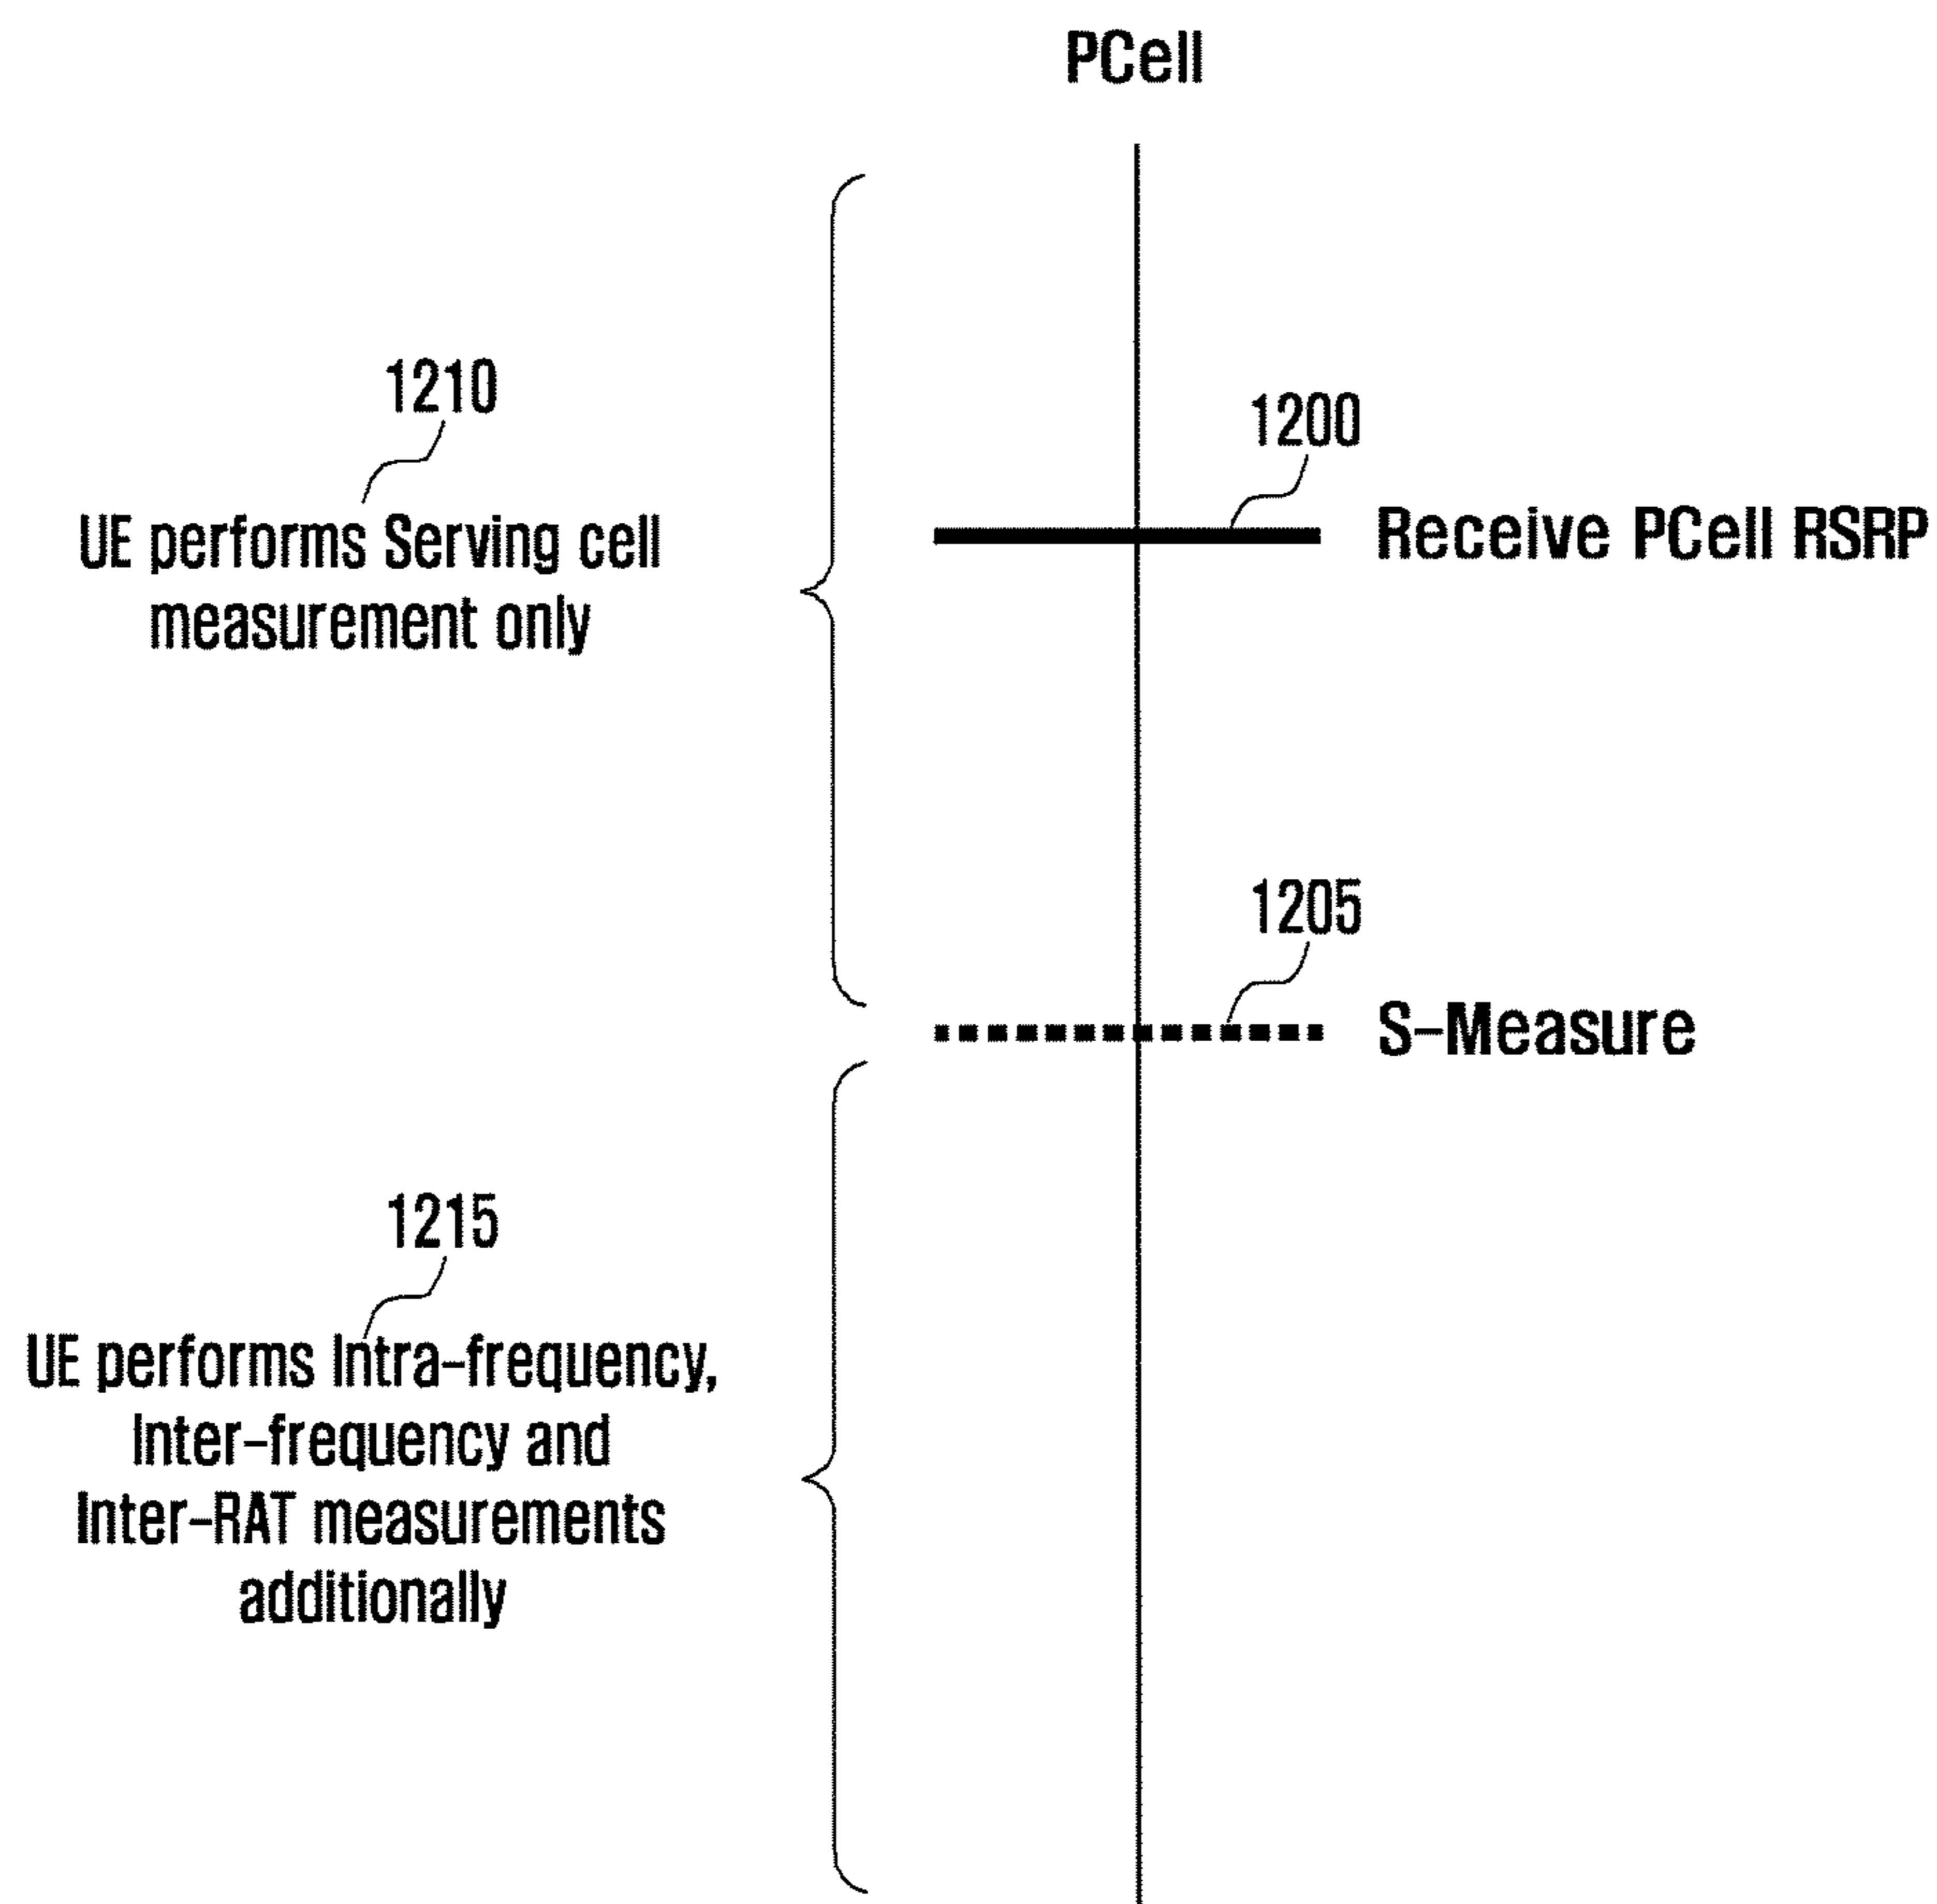 PCell
1210
UE performs Serving cell
measurement only
1200
Receive PCell RSRP
1205
S-Measure
1215
UE performs Intra-frequency,
Inter-frequency and
Inter-RAT measurements
additionally